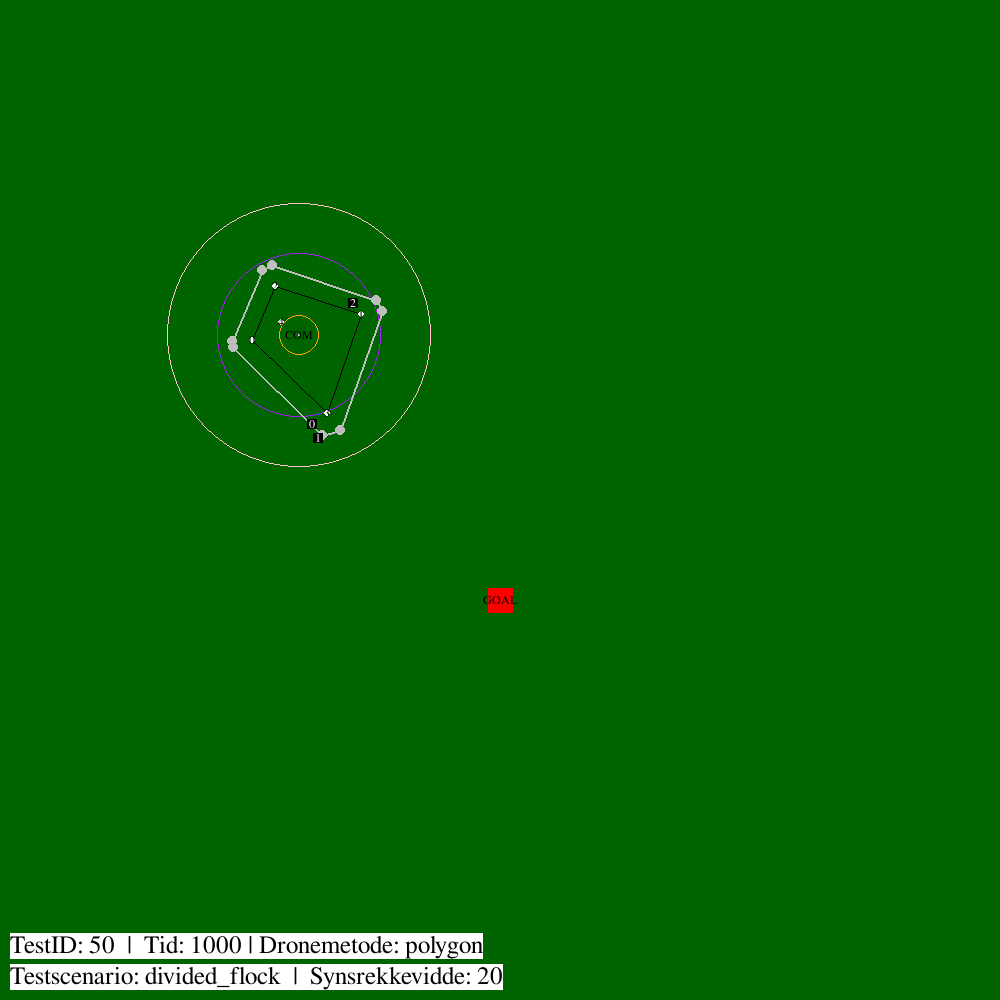 2
COM
0
1
GOAL
TestID: 50 | Tid: 1000 | Dronemetode: polygon
Testscenario: divided_flock | Synsrekkevidde: 20